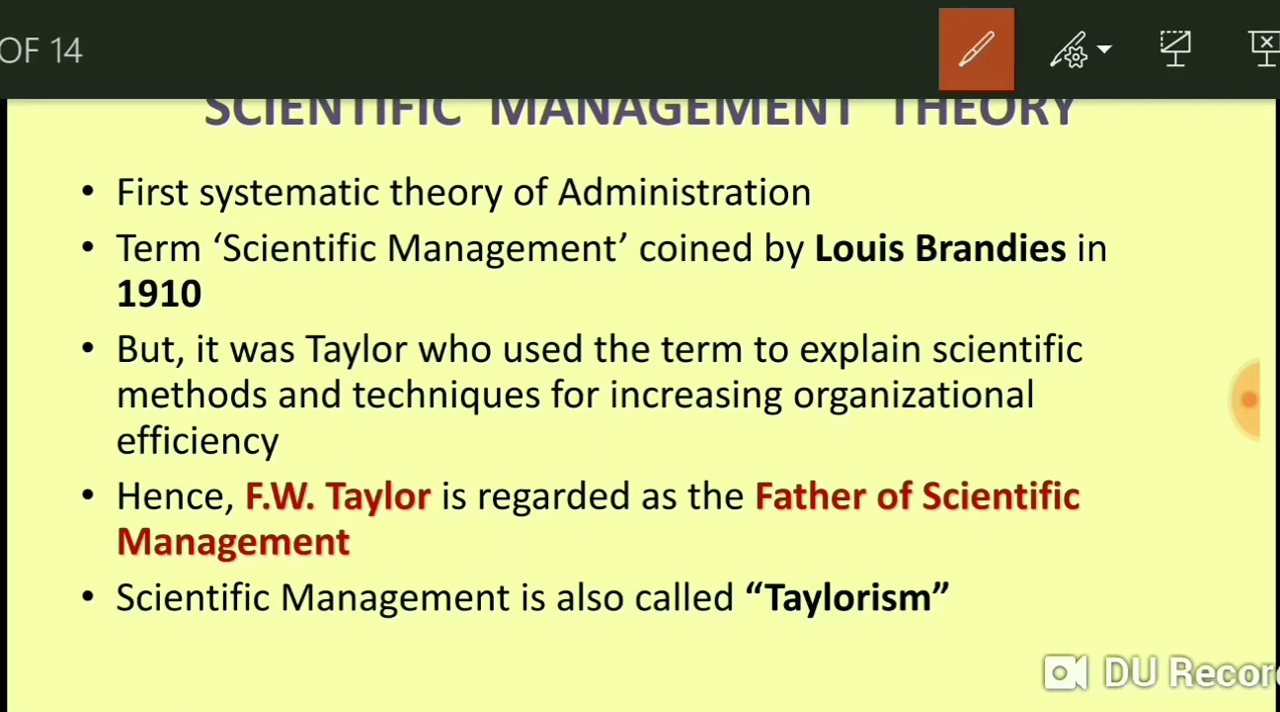 OF 14
SCIENTIFIC MANAGEMENT THEORY
• First systematic theory of Administration
• Term ‘Scientific Management’ coined by Louis Brandies in
1910
• But, it was Taylor who used the term to explain scientific
methods and techniques for increasing organizational
efficiency
• Hence, F.W. Taylor is regarded as the Father of Scientific
Management
• Scientific Management is also called “Taylorism”
DU Recor